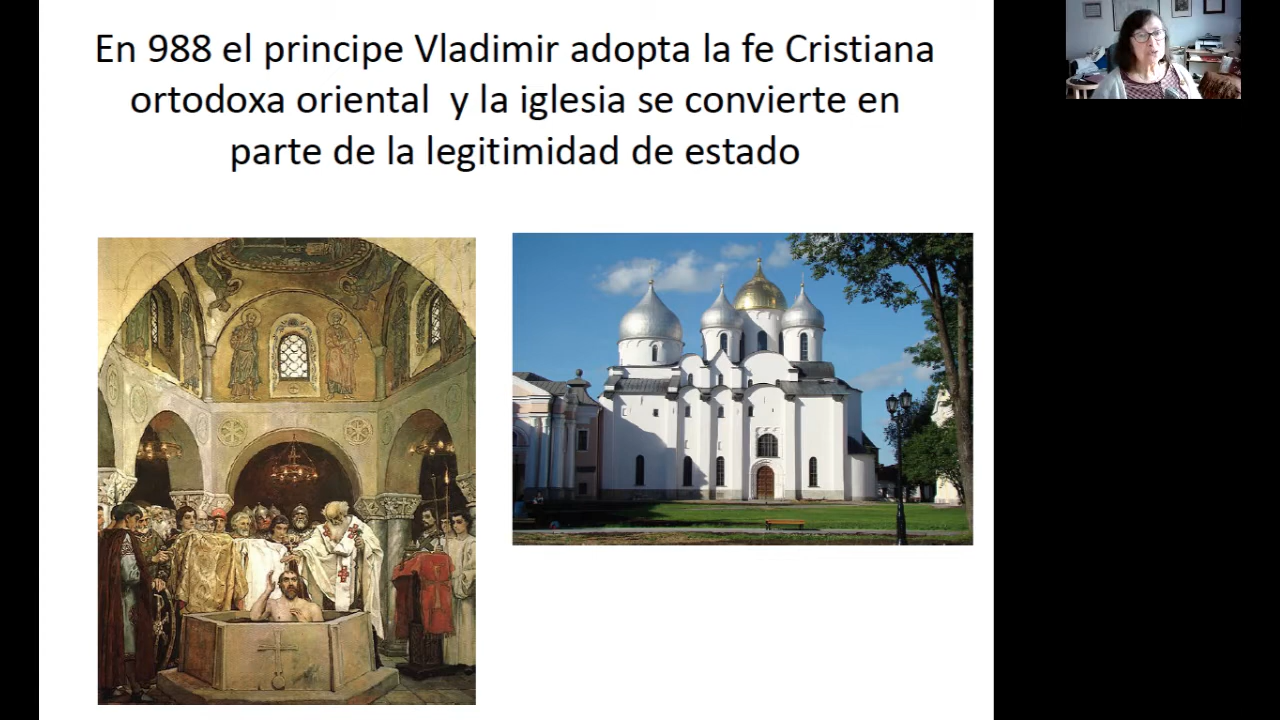 En 988 el principe Vladimir adopta la fe Cristiana
ortodoxa oriental y la iglesia se convierte en
parte de la legitimidad de estado